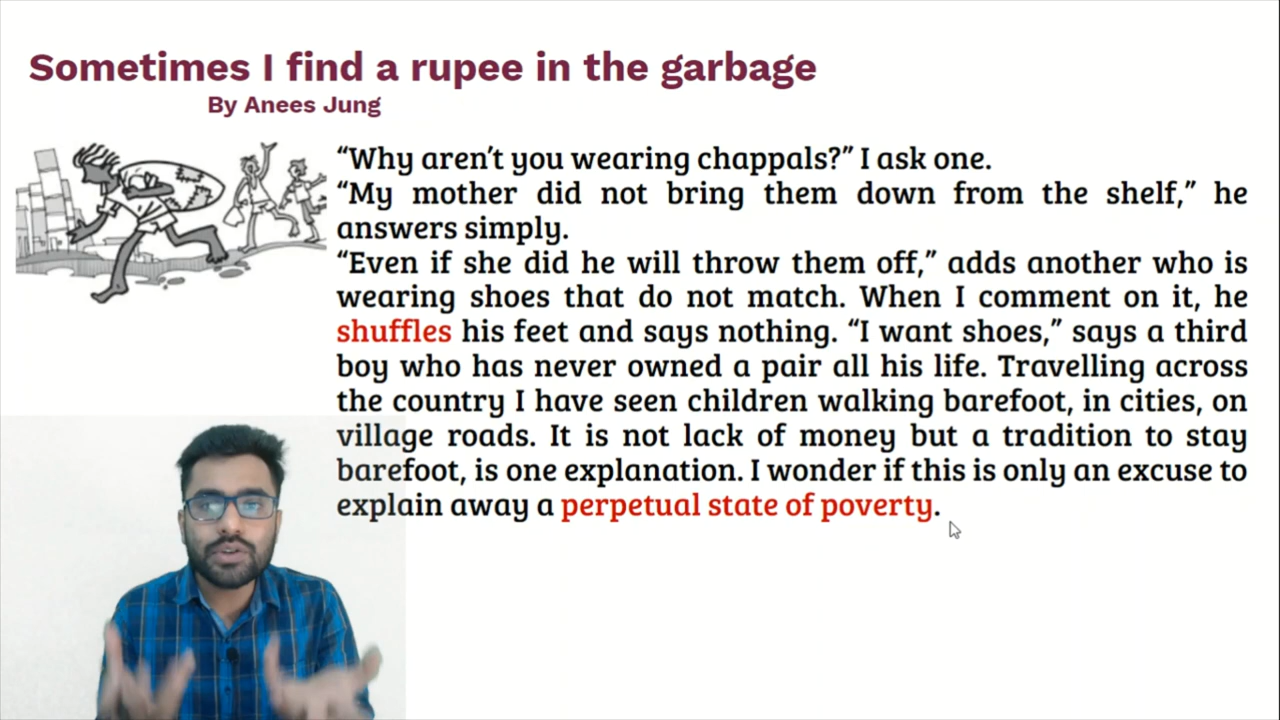 Sometimes I find a rupee in the garbage
By Anees Jung
“Why aren’t you wearing chappals?” I ask one.
“My mother did not bring them down from the shelf,” he
answers simply.
“Even if she did he will throw them off,” adds another who is
wearing shoes that do not match. When I comment on it, he
shuffles his feet and says nothing. “I want shoes,” says a third
boy who has never owned a pair all his life. Travelling across
the country I have seen children walking barefoot, in cities, on
village roads. It is not lack of money but a tradition to stay
barefoot, is one explanation. I wonder if this is only an excuse to
explain away a perpetual state of poverty.